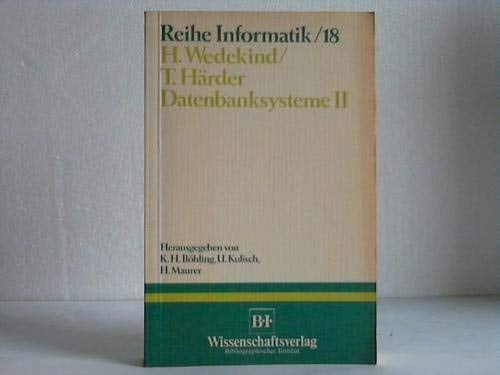 Reihe Informatik/18
H. Wedekind/
T. Härder
Datenbanksysteme II
Herausgegeben von
K. H. Böhling, U. Kulisch,
H. Maurer
B·I·
Wissenschaftsverlag
Bibliographisches Institut